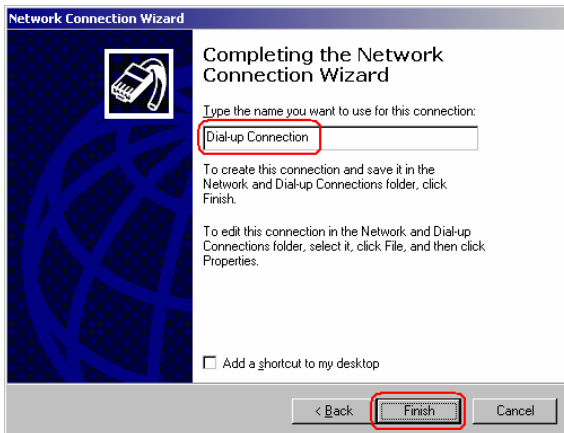 Network Connection Wizard
Completing the Network
Connection Wizard
Type the name you want to use for this connection:
Dial-up Connection
To create this connection and save it in the
Network and Dial-up Connections folder, click
Finish.
To edit this connection in the Network and Dial-up
Connections folder, select it, click File, and then click
Properties.
Add a shortcut to my desktop
< Back
Finish
Cancel